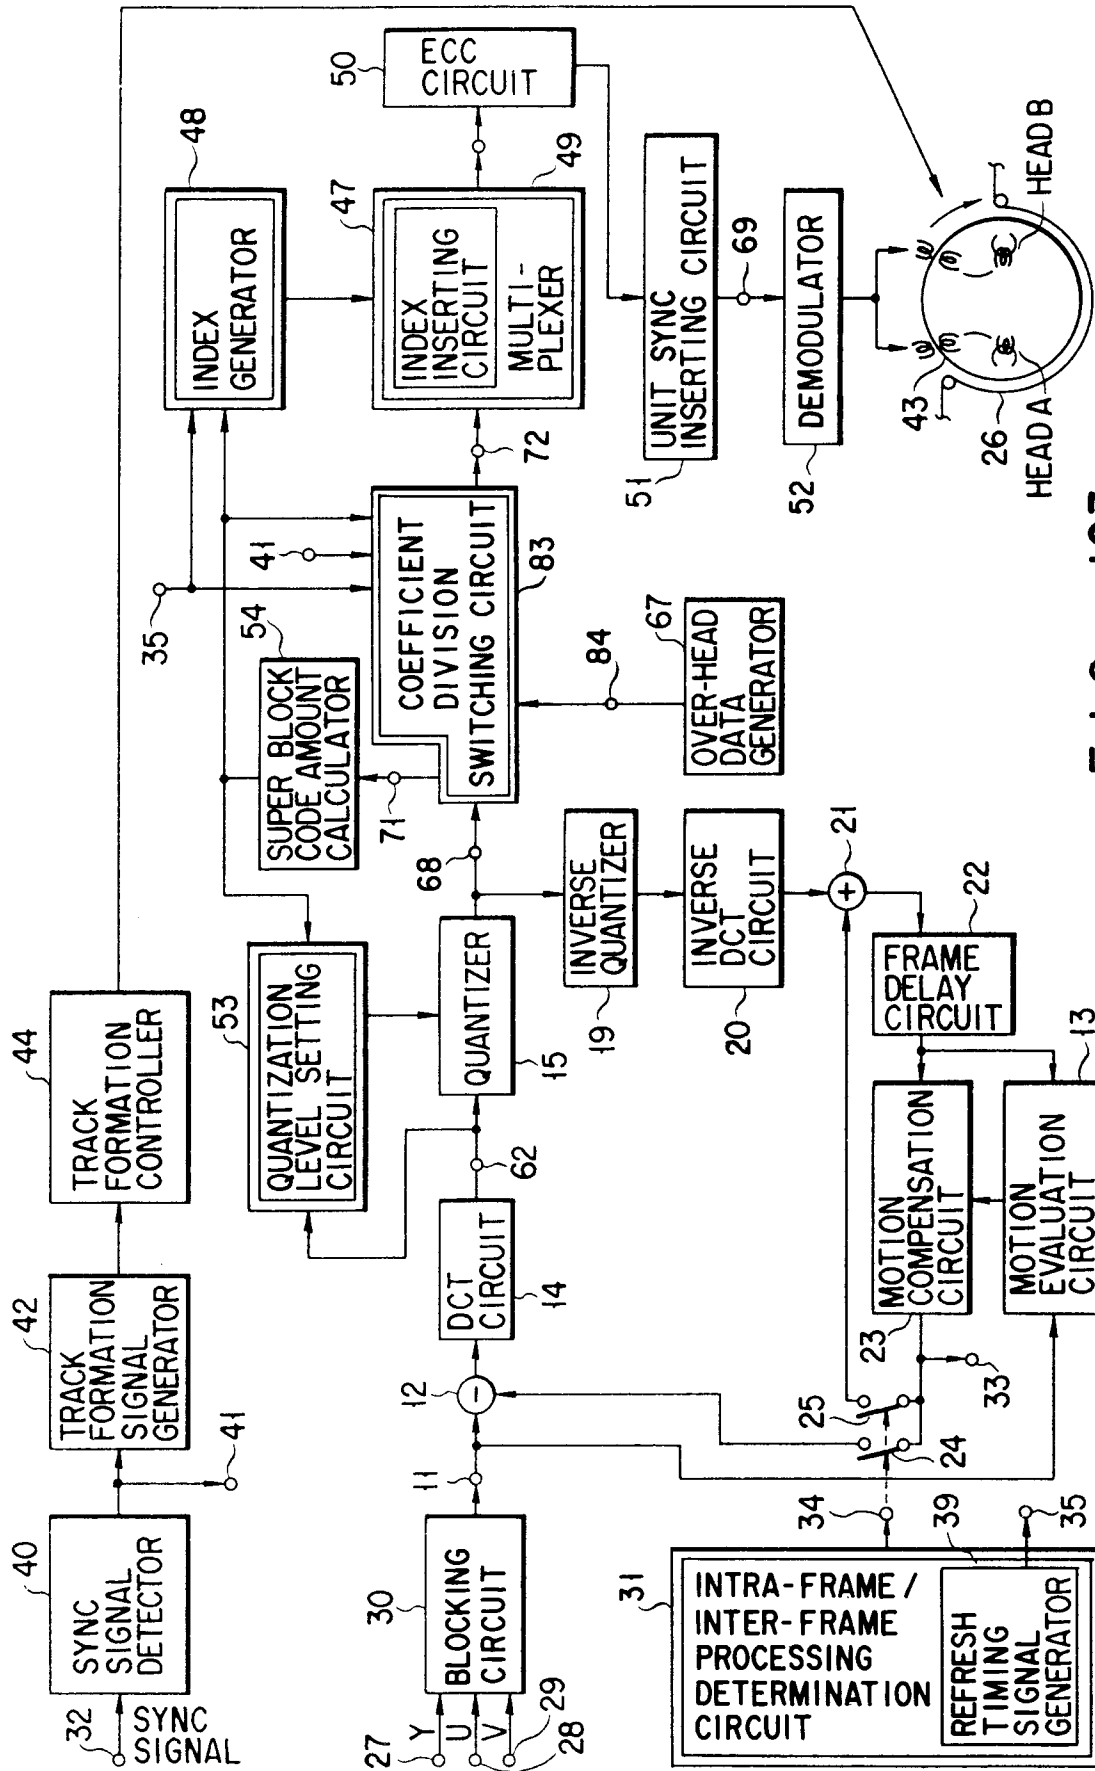 32
SYNC
SIGNAL
40
SYNC
SIGNAL
DETECTOR
41
42
TRACK
FORMATION
SIGNAL
GENERATOR
44
TRACK
FORMATION
CONTROLLER
27
Y
U
V
28
29
30
BLOCKING
CIRCUIT
11
12
−
DCT
CIRCUIT
14
62
53
QUANTIZATION
LEVEL SETTING
CIRCUIT
QUANTIZER
15
68
54
SUPER BLOCK
CODE AMOUNT
CALCULATOR
71
35
41
COEFFICIENT
DIVISION
SWITCHING CIRCUIT
83
72
48
INDEX
GENERATOR
47
INDEX
INSERTING
CIRCUIT
MULTI-
PLEXER
49
50
ECC
CIRCUIT
84
67
OVER-HEAD
DATA
GENERATOR
INVERSE
QUANTIZER
19
INVERSE
DCT
CIRCUIT
20
21
+
22
FRAME
DELAY
CIRCUIT
MOTION
COMPENSATION
CIRCUIT
23
13
MOTION
EVALUATION
CIRCUIT
33
25
24
34
31
INTRA-FRAME /
INTER-FRAME
PROCESSING
DETERMINATION
CIRCUIT
39
REFRESH
TIMING
SIGNAL
GENERATOR
35
UNIT SYNC
INSERTING CIRCUIT
51
69
DEMODULATOR
52
43
26
HEAD A
HEAD B